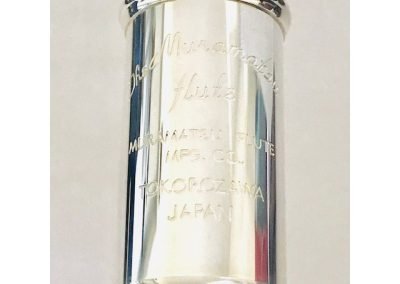 The Muramatsu
flute
MURAMATSU FLUTE
MFG. CO.
TOKOROZAWA
JAPAN